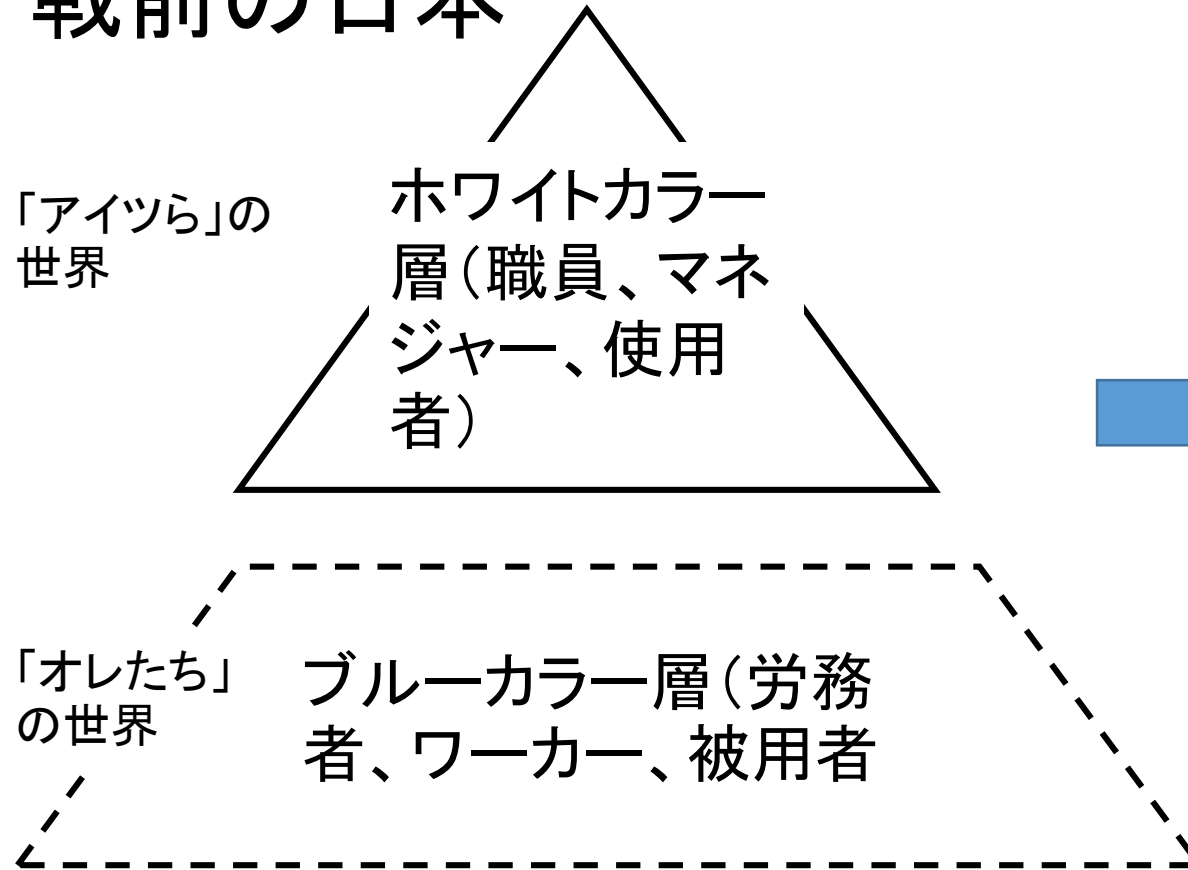 戦前の日本
「アイツら」の
世界
ホワイトカラー
層（職員、マネ
ジャー、使用
者）
「オレたち」
の世界
ブルーカラー層（労務
者、ワーカー、被用者